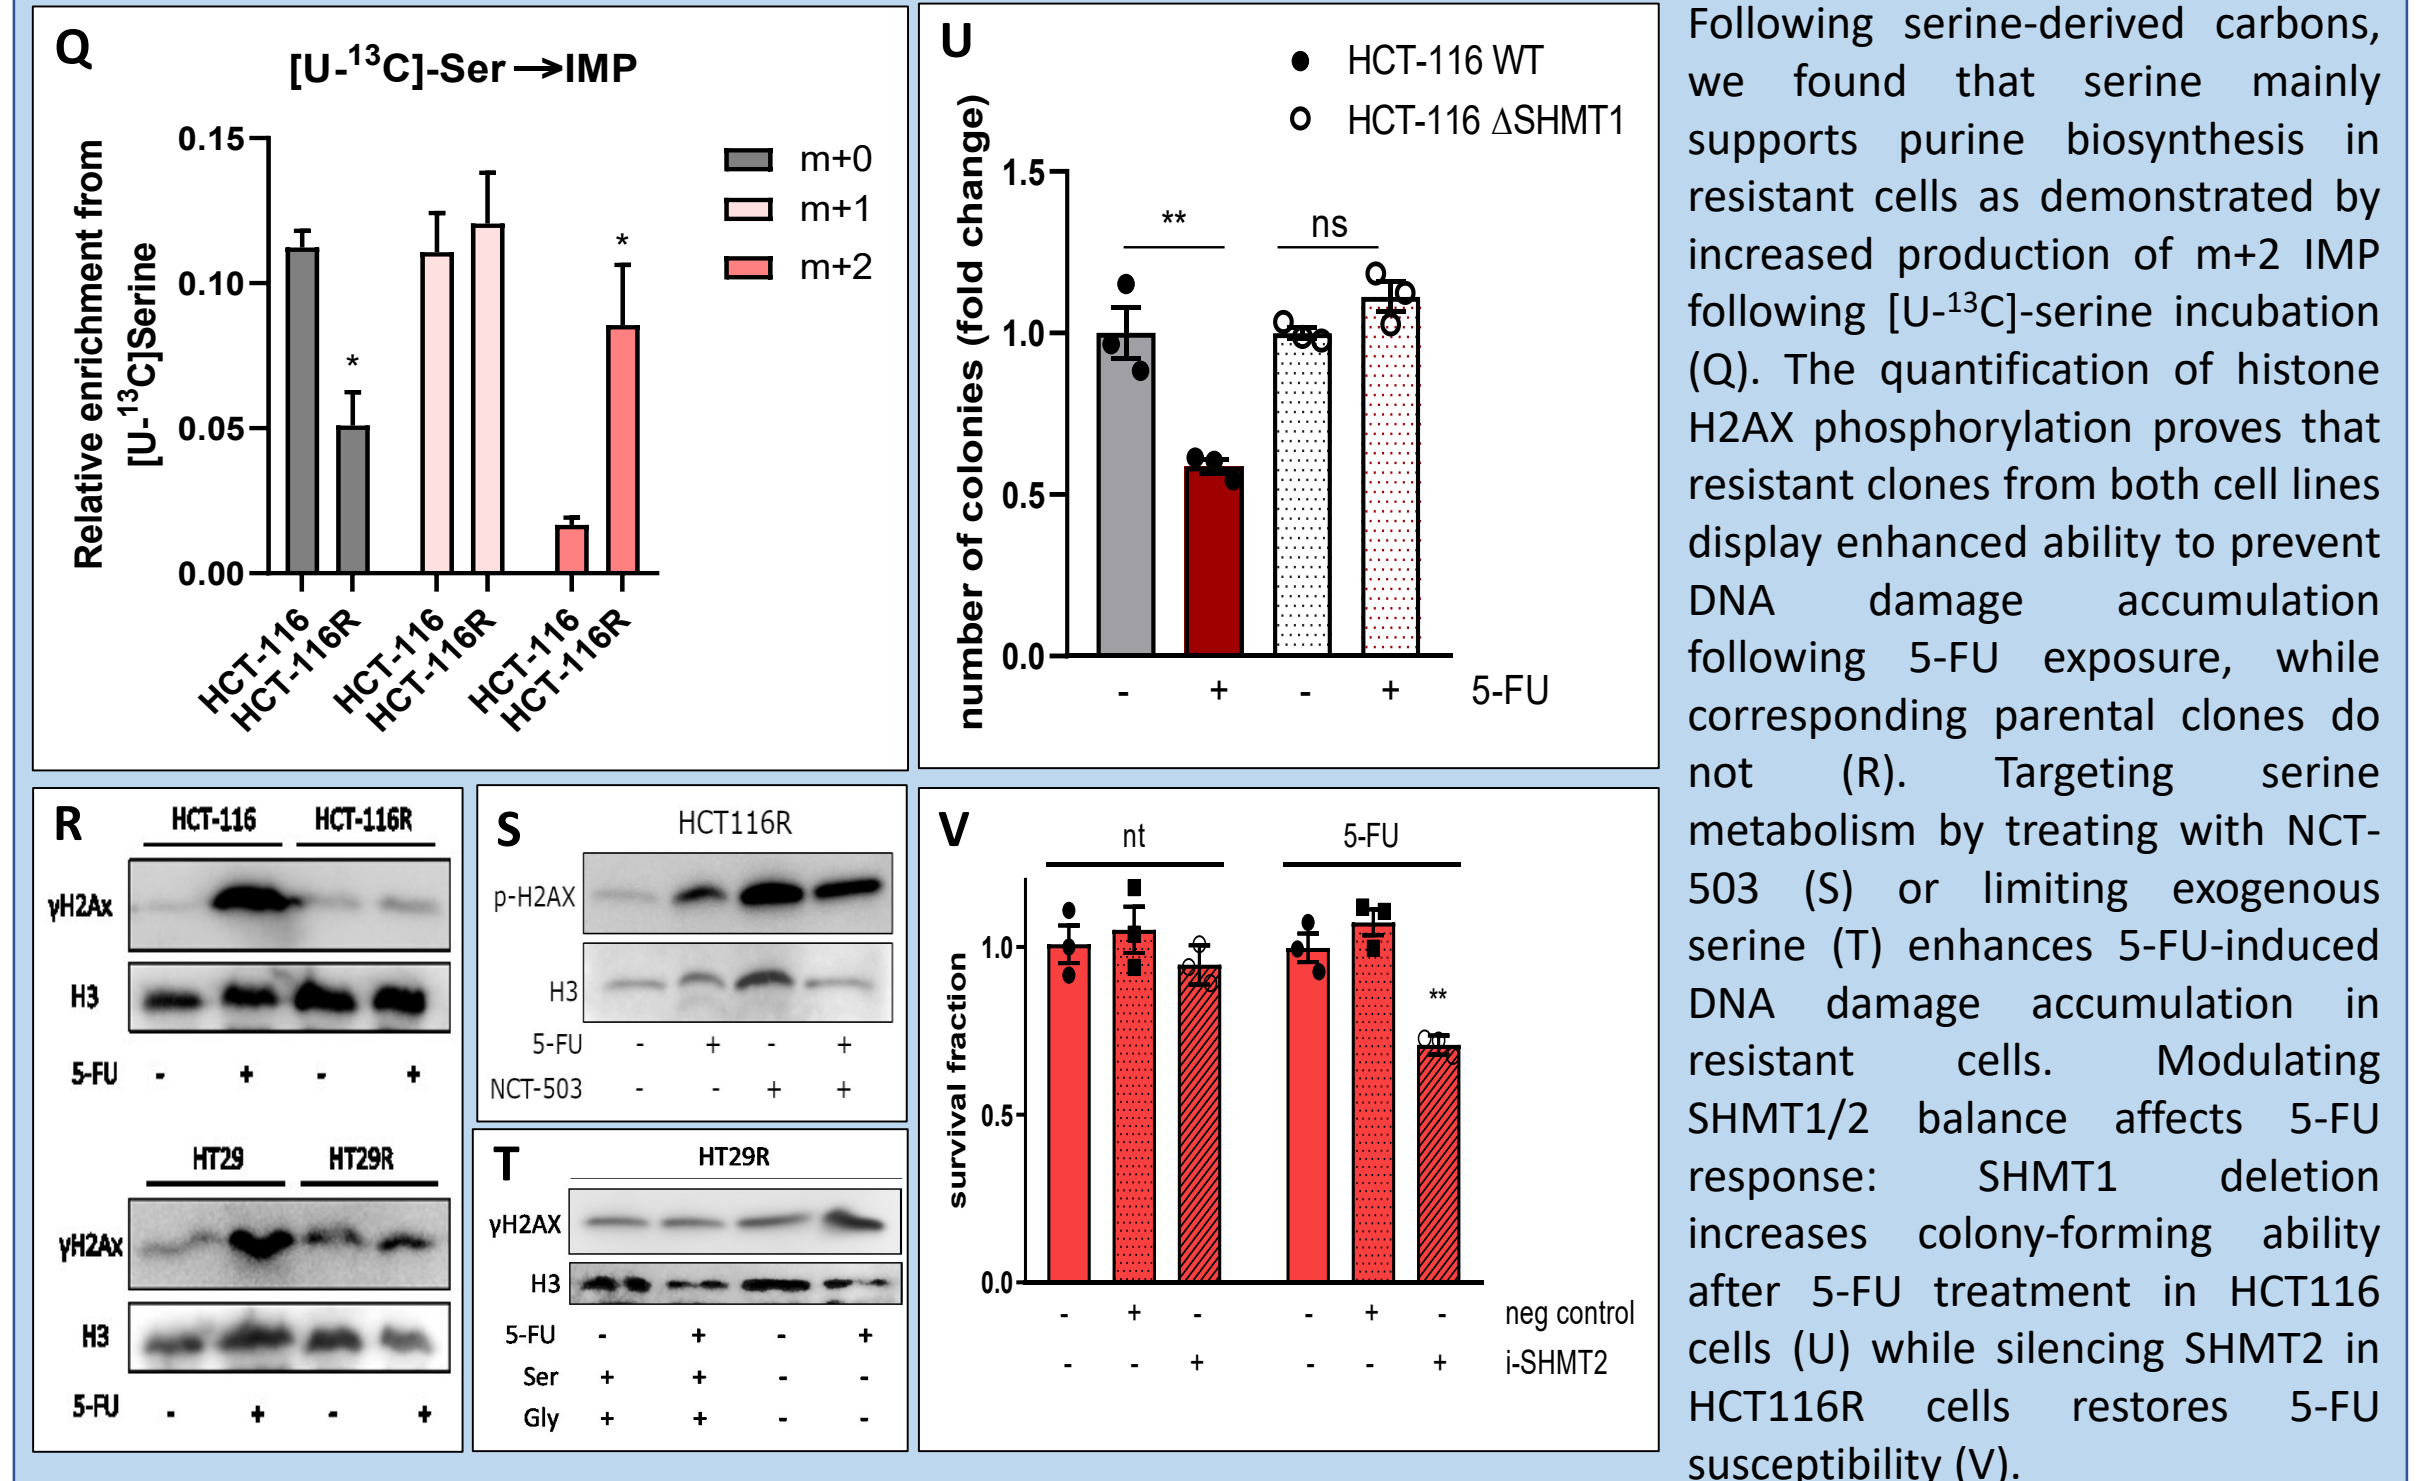 Q
[U-¹³C]-Ser→IMP
Relative enrichment from
[U-¹³C]Serine
0.15
0.10
0.05
0.00
*
*
m+0
m+1
m+2
HCT-116
HCT-116R
HCT-116
HCT-116R
HCT-116
HCT-116R
U
HCT-116 WT
HCT-116 ΔSHMT1
number of colonies (fold change)
1.5
1.0
0.5
0.0
**
ns
- + - + 5-FU
R
HCT-116 HCT-116R
γH2Ax
H3
5-FU - + - +
HT29 HT29R
γH2Ax
H3
5-FU - + - +
S
HCT116R
p-H2AX
H3
5-FU - + - +
NCT-503 - - + +
T
HT29R
γH2AX
H3
5-FU - + - +
Ser + + - -
Gly + + - -
V
nt 5-FU
survival fraction
1.0
0.5
0.0
**
- + - - + - neg control
- - + - - + i-SHMT2
Following serine-derived carbons,
we found that serine mainly
supports purine biosynthesis in
resistant cells as demonstrated by
increased production of m+2 IMP
following [U-¹³C]-serine incubation
(Q). The quantification of histone
H2AX phosphorylation proves that
resistant clones from both cell lines
display enhanced ability to prevent
DNA damage accumulation
following 5-FU exposure, while
corresponding parental clones do
not (R). Targeting serine
metabolism by treating with NCT-
503 (S) or limiting exogenous
serine (T) enhances 5-FU-induced
DNA damage accumulation in
resistant cells. Modulating
SHMT1/2 balance affects 5-FU
response: SHMT1 deletion
increases colony-forming ability
after 5-FU treatment in HCT116
cells (U) while silencing SHMT2 in
HCT116R cells restores 5-FU
susceptibility (V).